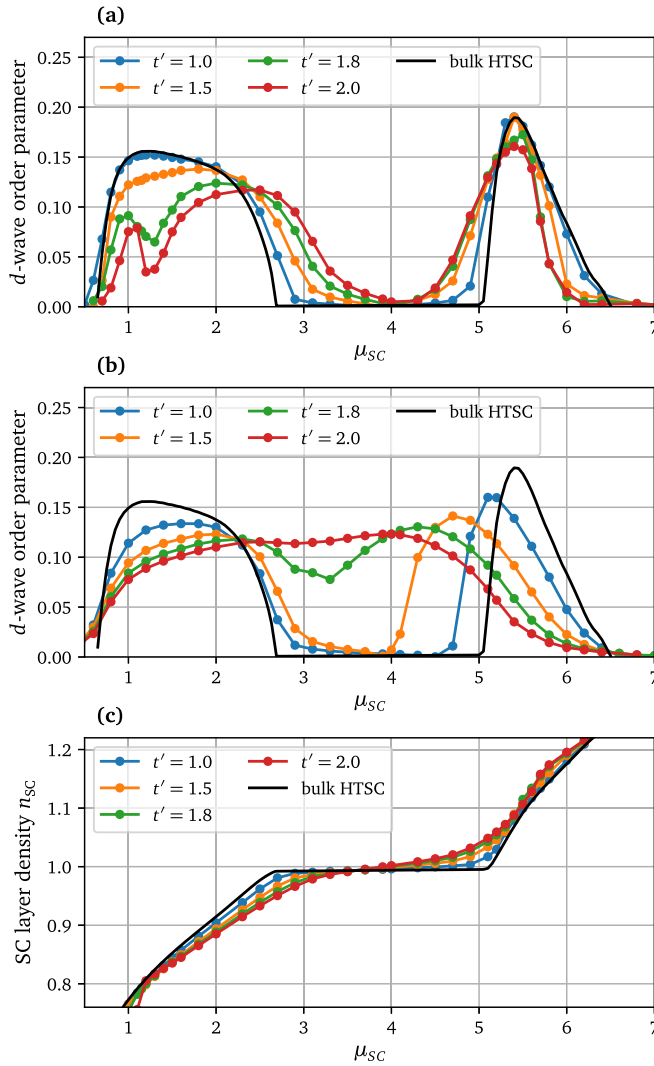 (a)
t′ = 1.0
t′ = 1.8
bulk HTSC
t′ = 1.5
t′ = 2.0
d-wave order parameter
0.25
0.20
0.15
0.10
0.05
0.00
1 2 3 4 5 6 7
μSC
(b)
t′ = 1.0
t′ = 1.8
bulk HTSC
t′ = 1.5
t′ = 2.0
d-wave order parameter
0.25
0.20
0.15
0.10
0.05
0.00
1 2 3 4 5 6 7
μSC
(c)
t′ = 1.0
t′ = 2.0
t′ = 1.5
bulk HTSC
t′ = 1.8
SC layer density nSC
1.2
1.1
1.0
0.9
0.8
1 2 3 4 5 6 7
μSC